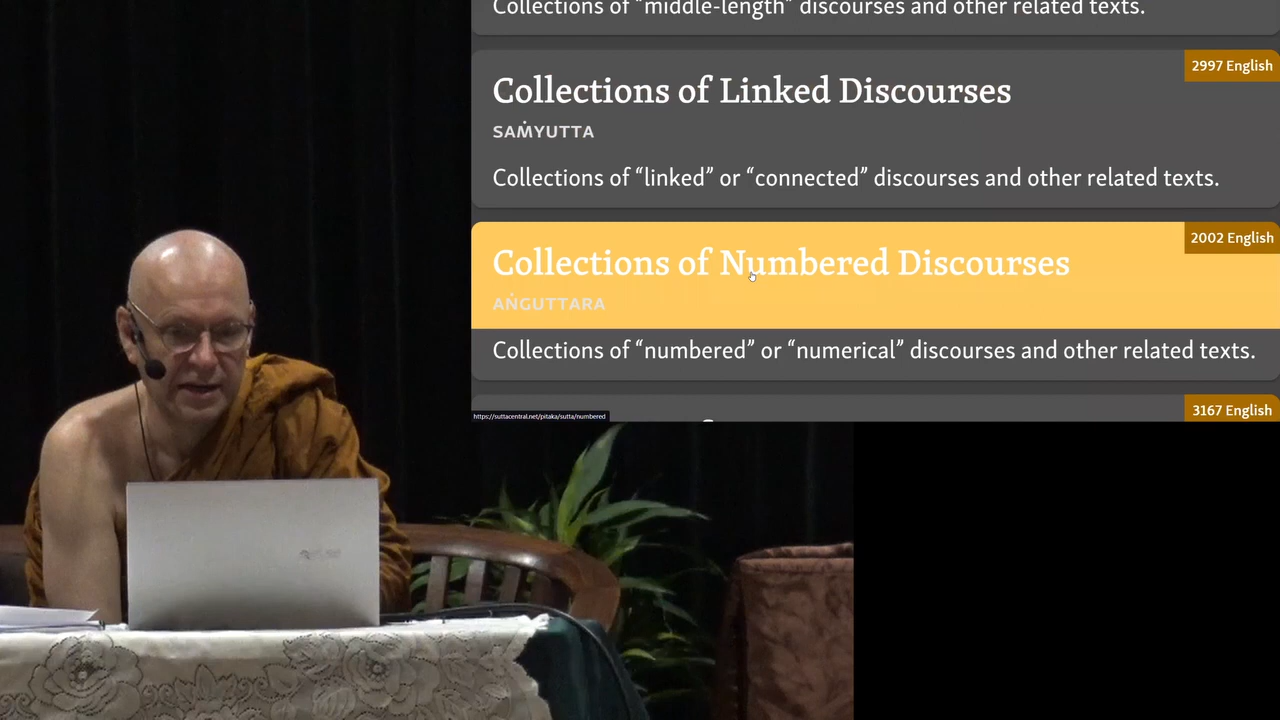 Collections of “middle-length” discourses and other related texts.
2997 English
Collections of Linked Discourses
SAṀYUTTA
Collections of “linked” or “connected” discourses and other related texts.
2002 English
Collections of Numbered Discourses
AṄGUTTARA
Collections of “numbered” or “numerical” discourses and other related texts.
3167 English
https://suttacentral.net/pitaka/sutta/numbered